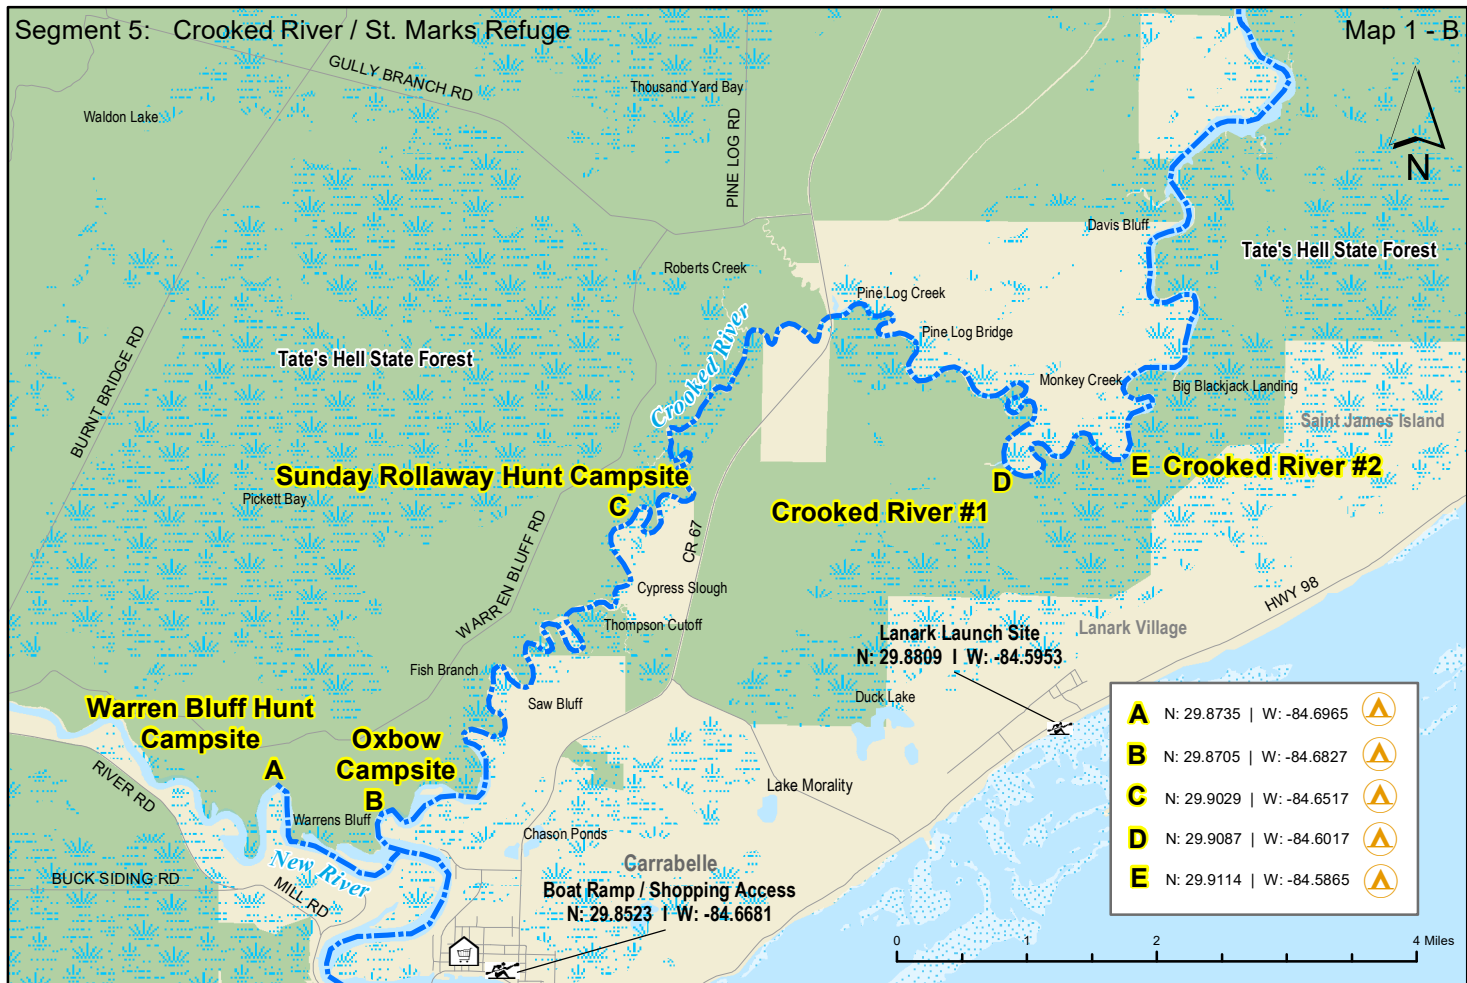 Segment 5: Crooked River / St. Marks Refuge
Map 1 - B
GULLY BRANCH RD
Thousand Yard Bay
Waldon Lake
PINE LOG RD
N
Davis Bluff
Tate's Hell State Forest
Roberts Creek
Pine Log Creek
Crooked River
Pine Log Bridge
BURNT BRIDGE RD
Tate's Hell State Forest
Monkey Creek
Big Blackjack Landing
Saint James Island
Sunday Rollaway Hunt Campsite
C
Pickett Bay
D
E Crooked River #2
Crooked River #1
CR 67
WARREN BLUFF RD
Cypress Slough
HWY 98
Thompson Cutoff
Lanark Village
Lanark Launch Site
N: 29.8809 I W: -84.5953
Fish Branch
Saw Bluff
Duck Lake
Warren Bluff Hunt
Campsite
A
Oxbow
Campsite
B
RIVER RD
Warrens Bluff
Lake Morality
Chason Ponds
New River
BUCK SIDING RD
MILL RD
Carrabelle
Boat Ramp / Shopping Access
N: 29.8523 I W: -84.6681
A N: 29.8735 | W: -84.6965
B N: 29.8705 | W: -84.6827
C N: 29.9029 | W: -84.6517
D N: 29.9087 | W: -84.6017
E N: 29.9114 | W: -84.5865
0 1 2 4 Miles